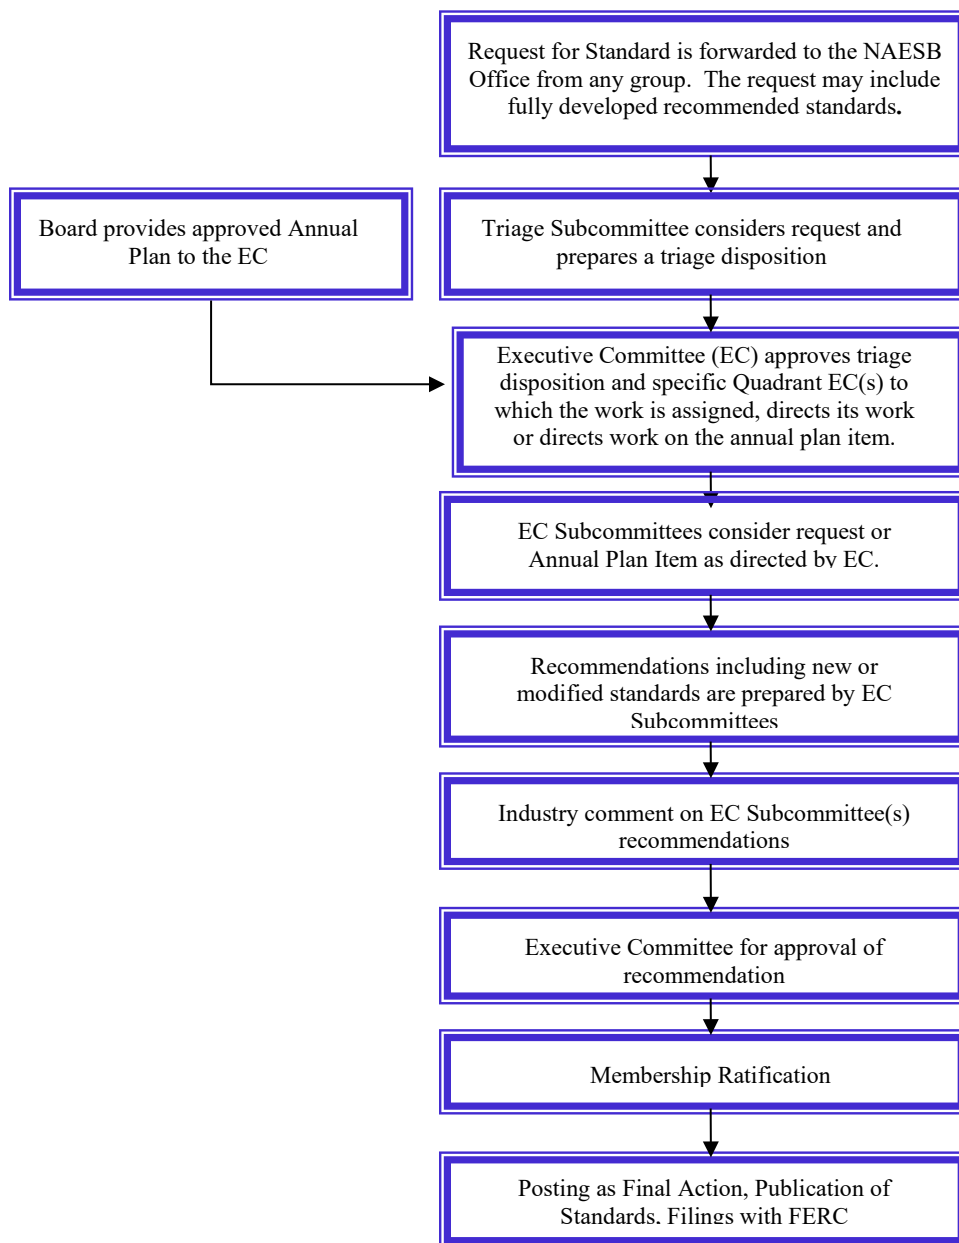 Request for Standard is forwarded to the NAESB
Office from any group.  The request may include
fully developed recommended standards.
Board provides approved Annual
Plan to the EC
Triage Subcommittee considers request and
prepares a triage disposition
Executive Committee (EC) approves triage
disposition and specific Quadrant EC(s) to
which the work is assigned, directs its work
or directs work on the annual plan item.
EC Subcommittees consider request or
Annual Plan Item as directed by EC.
Recommendations including new or
modified standards are prepared by EC
Subcommittees
Industry comment on EC Subcommittee(s)
recommendations
Executive Committee for approval of
recommendation
Membership Ratification
Posting as Final Action, Publication of
Standards, Filings with FERC